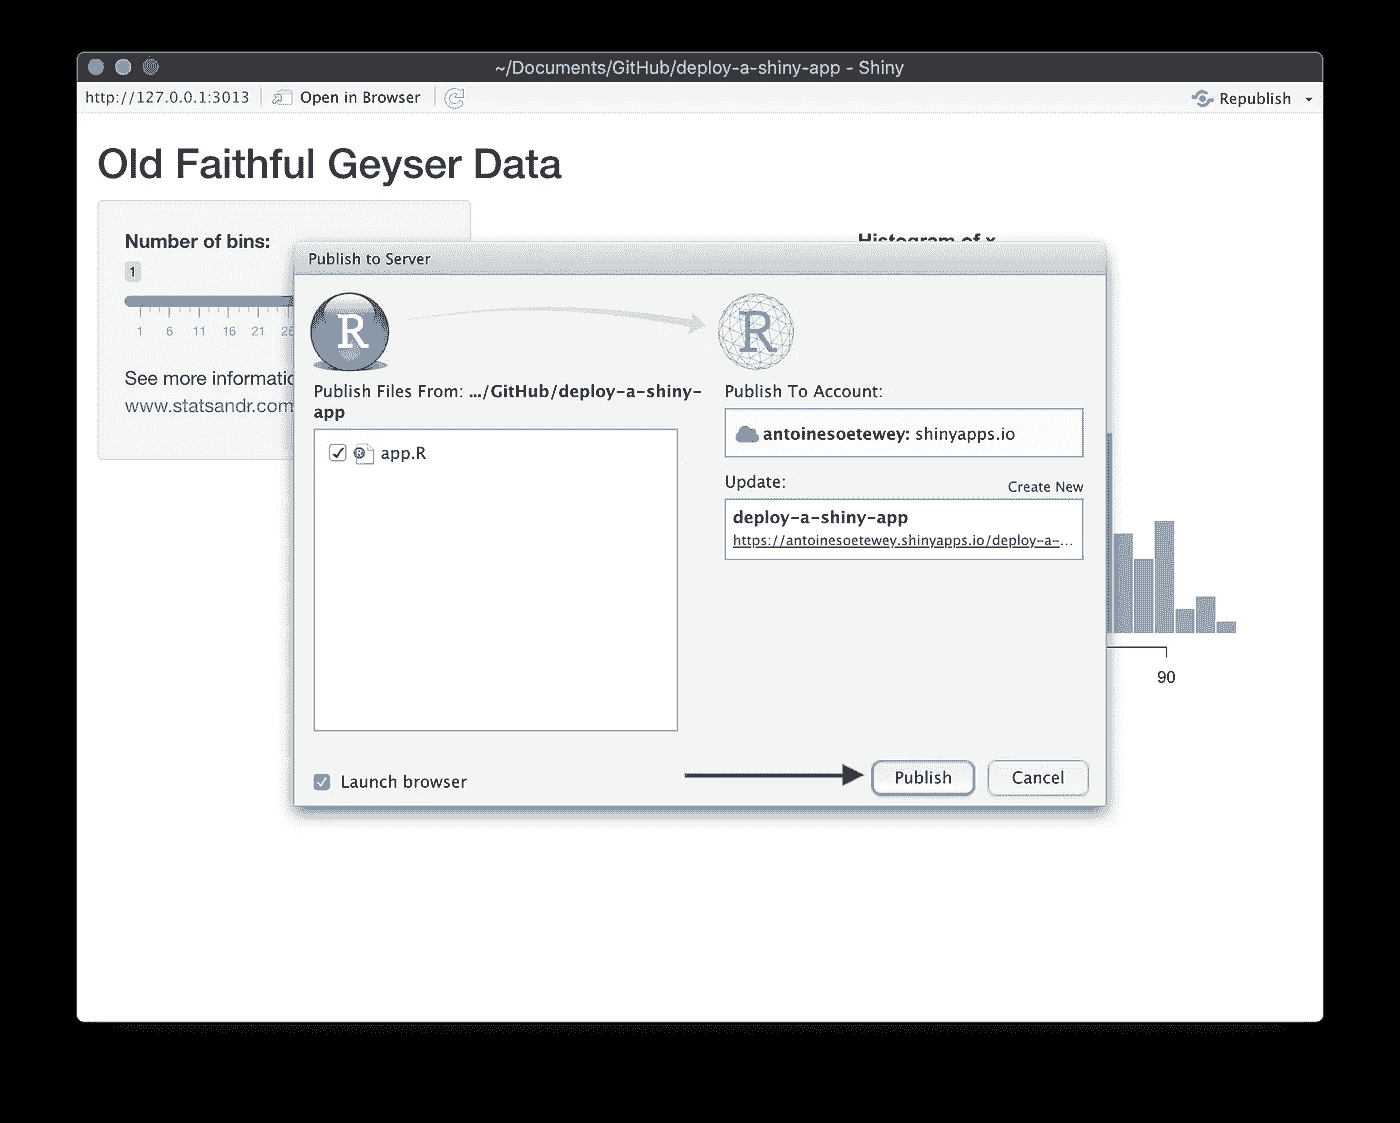 ~/Documents/GitHub/deploy-a-shiny-app - Shiny
http://127.0.0.1:3013 Open in Browser Republish
Old Faithful Geyser Data
Number of bins:
Histogram of x
1
1 6 11 16 21 26
See more informatio
www.statsandr.com
Publish to Server
R R
Publish Files From: .../GitHub/deploy-a-shiny-
app
app.R
Publish To Account:
antoinesoetewey: shinyapps.io
Update: Create New
deploy-a-shiny-app
https://antoinesoetewey.shinyapps.io/deploy-a-...
90
Launch browser Publish Cancel